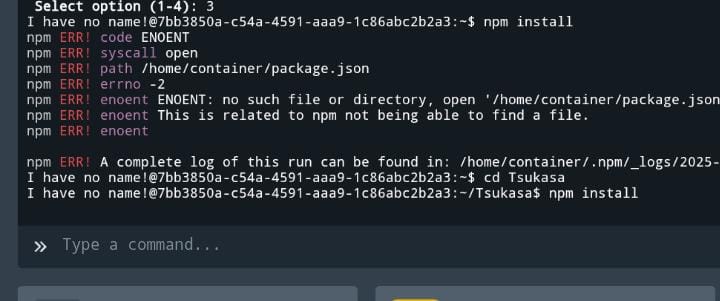 Select option (1-4): 3
I have no name!@7bb3850a-c54a-4591-aaa9-1c86abc2b2a3:~$ npm install
npm ERR! code ENOENT
npm ERR! syscall open
npm ERR! path /home/container/package.json
npm ERR! errno -2
npm ERR! enoent ENOENT: no such file or directory, open '/home/container/package.json
npm ERR! enoent This is related to npm not being able to find a file.
npm ERR! enoent
npm ERR! A complete log of this run can be found in: /home/container/.npm/_logs/2025-
I have no name!@7bb3850a-c54a-4591-aaa9-1c86abc2b2a3:~$ cd Tsukasa
I have no name!@7bb3850a-c54a-4591-aaa9-1c86abc2b2a3:~/Tsukasa$ npm install
» Type a command...